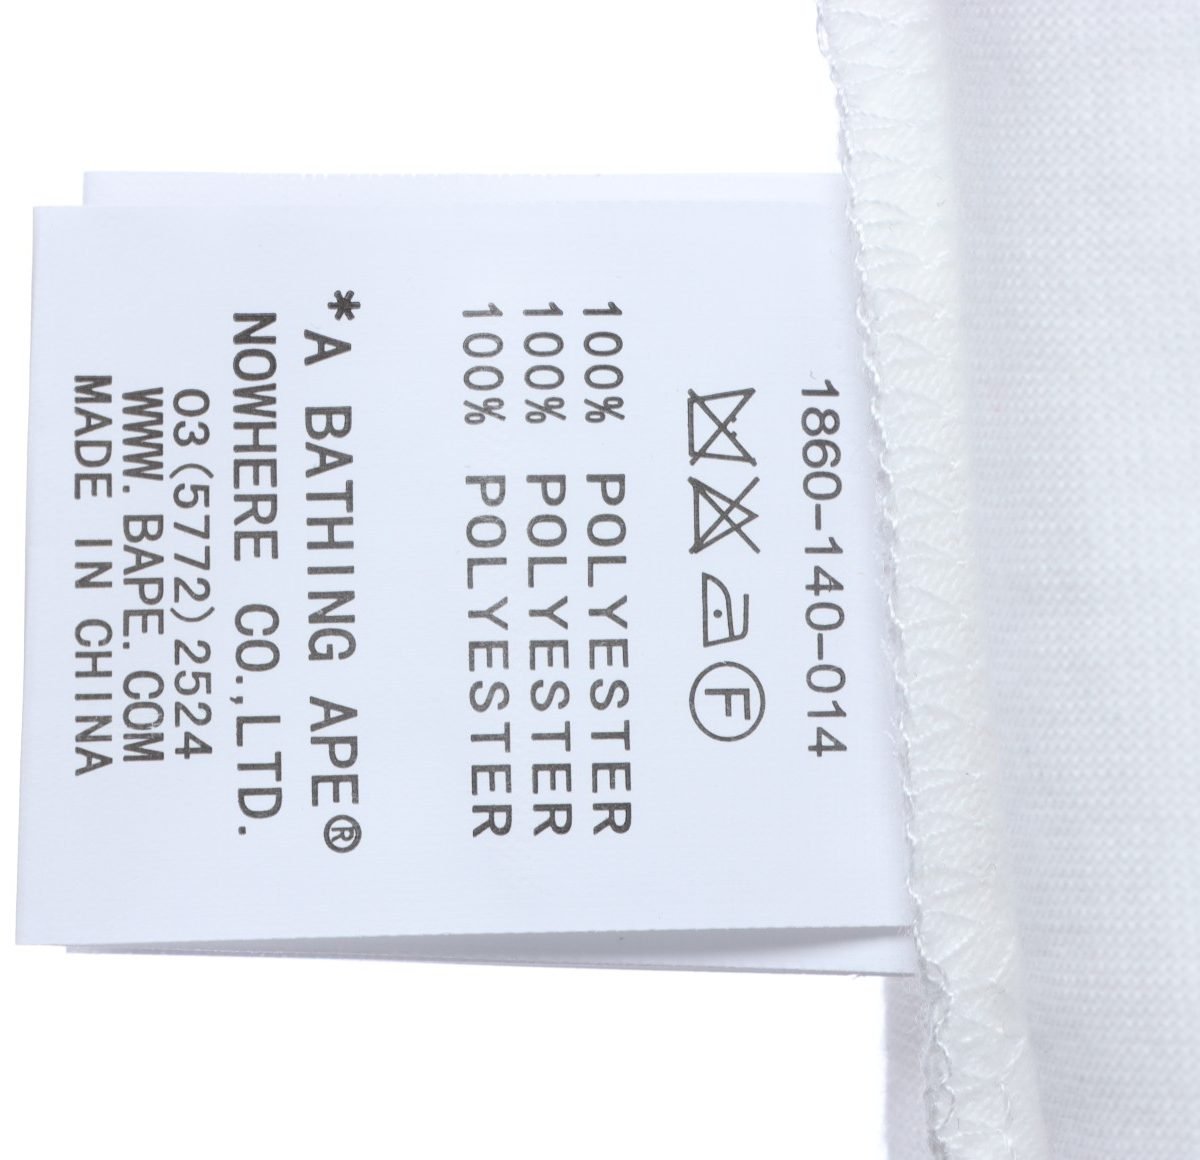 1860-140-014
F
100% POLYESTER
100% POLYESTER
100% POLYESTER
*A BATHING APE®
NOWHERE CO.,LTD.
03(5772)2524
WWW.BAPE.COM
MADE IN CHINA